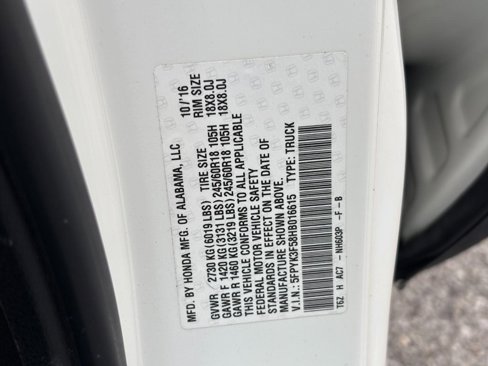 MFD. BY HONDA MFG. OF ALABAMA, LLC 10/'16
GVWR 2730 KG(6019 LBS) TIRE SIZE RIM SIZE
GAWR F 1420 KG(3131 LBS) 245/60R18 105H 18X8.0J
GAWR R 1460 KG(3219 LBS) 245/60R18 105H 18X8.0J
THIS VEHICLE CONFORMS TO ALL APPLICABLE
FEDERAL MOTOR VEHICLE SAFETY
STANDARDS IN EFFECT ON THE DATE OF
MANUFACTURE SHOWN ABOVE.
V.I.N.: 5FPYK3F58HB016615 TYPE: TRUCK
T6Z H AC7 - NH603P -F - B